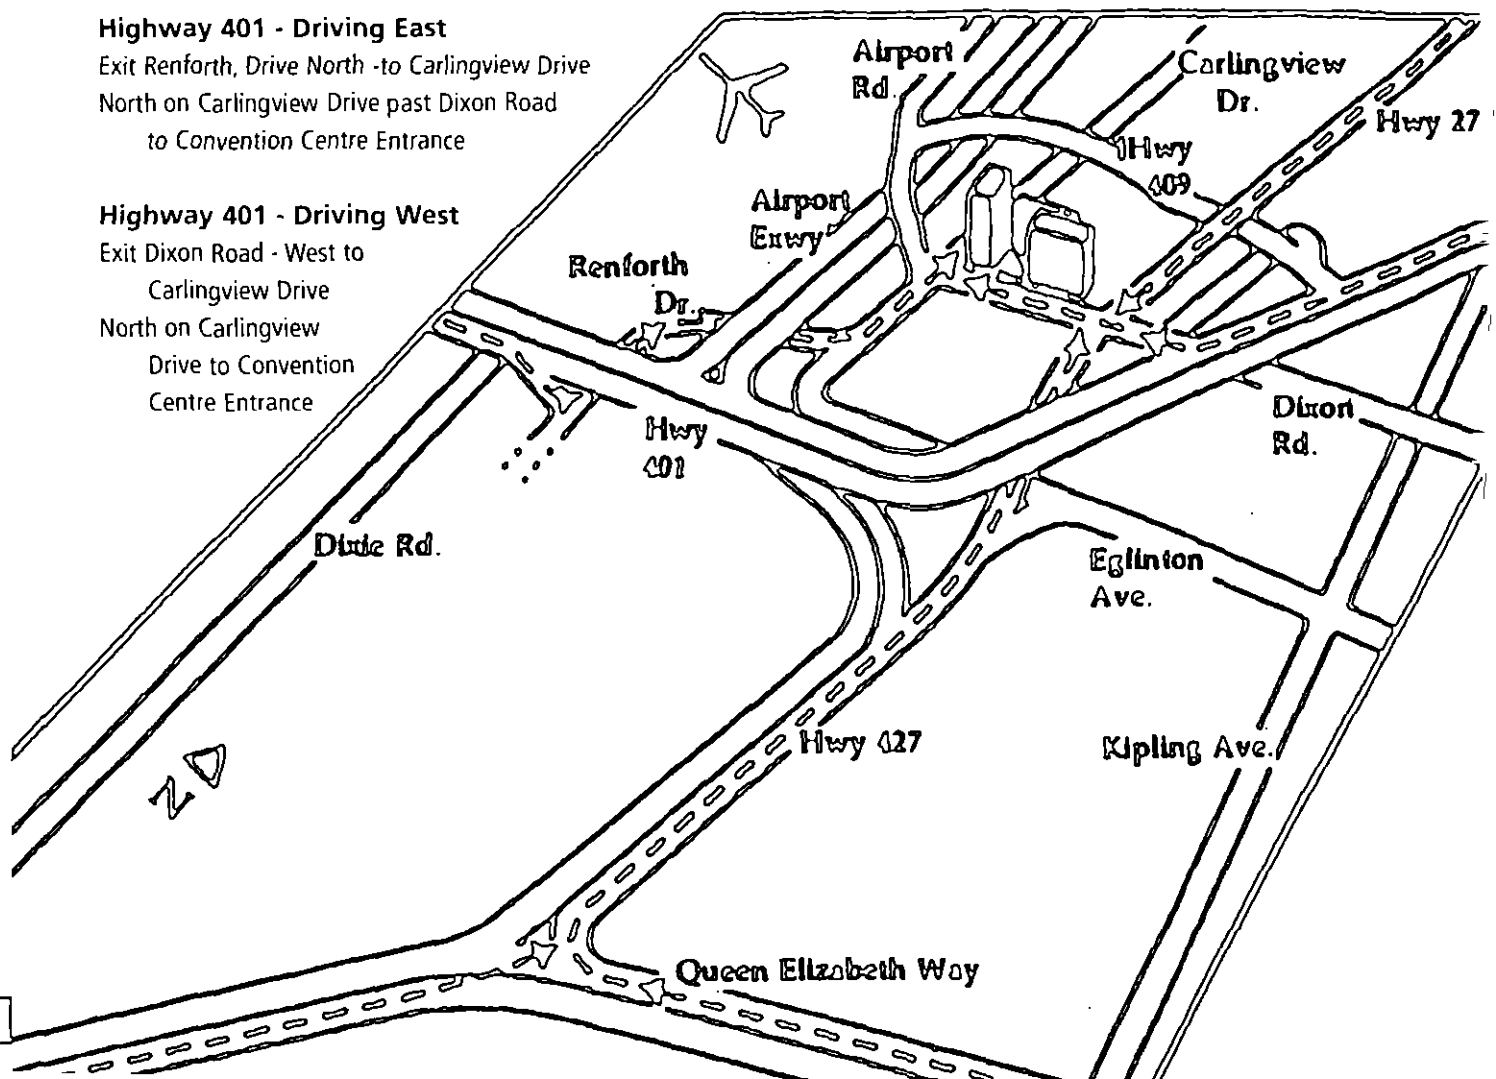 Highway 401 - Driving East
Exit Renforth, Drive North -to Carlingview Drive
North on Carlingview Drive past Dixon Road
to Convention Centre Entrance
Highway 401 - Driving West
Exit Dixon Road - West to
Carlingview Drive
North on Carlingview
Drive to Convention
Centre Entrance
Airport
Rd.
Carlingview
Dr.
Hwy 27
Hwy
409
Airport
Exwy
Renforth
Dr.
Hwy
401
Dixon
Rd.
Dixie Rd.
Eglinton
Ave.
Hwy 427
Kipling Ave.
N
Queen Elizabeth Way